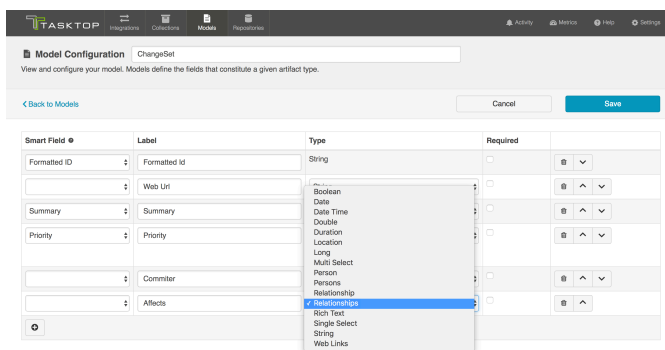 TASKTOP
Integrations Collections Models Repositories
Activity Metrics Help Settings
Model Configuration ChangeSet
View and configure your model. Models define the fields that constitute a given artifact type.
Back to Models
Cancel Save
Smart Field Label Type Required
Formatted ID Formatted Id String
Web Url
Summary Summary
Priority Priority
Commiter
Affects
Boolean
Date
Date Time
Double
Duration
Location
Long
Multi Select
Person
Persons
Relationship
✓ Relationships
Rich Text
Single Select
String
Web Links